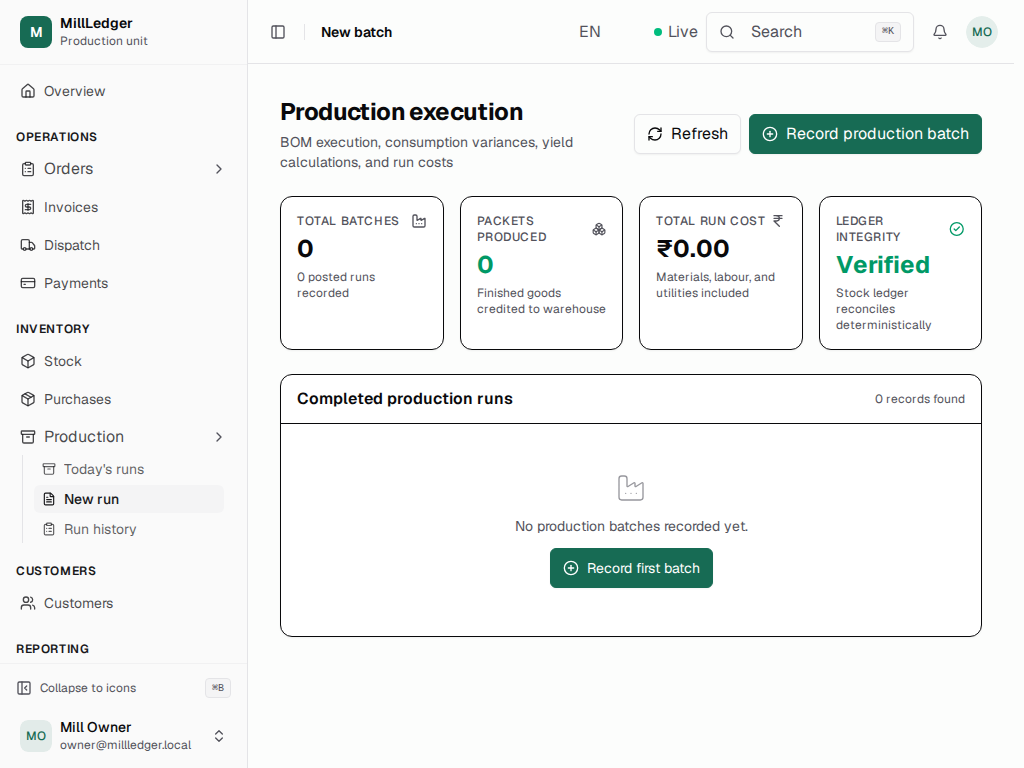 M
MillLedger
Production unit
Overview
OPERATIONS
Orders
Invoices
Dispatch
Payments
INVENTORY
Stock
Purchases
Production
Today's runs
New run
Run history
CUSTOMERS
Customers
REPORTING
Collapse to icons
⌘B
MO
Mill Owner
owner@millledger.local
New batch
EN
Live
Search
⌘K
MO
Production execution
BOM execution, consumption variances, yield
calculations, and run costs
Refresh
Record production batch
TOTAL BATCHES
0
0 posted runs
recorded
PACKETS
PRODUCED
0
Finished goods
credited to warehouse
TOTAL RUN COST
₹
₹0.00
Materials, labour, and
utilities included
LEDGER
INTEGRITY
Verified
Stock ledger
reconciles
deterministically
Completed production runs
0 records found
No production batches recorded yet.
Record first batch